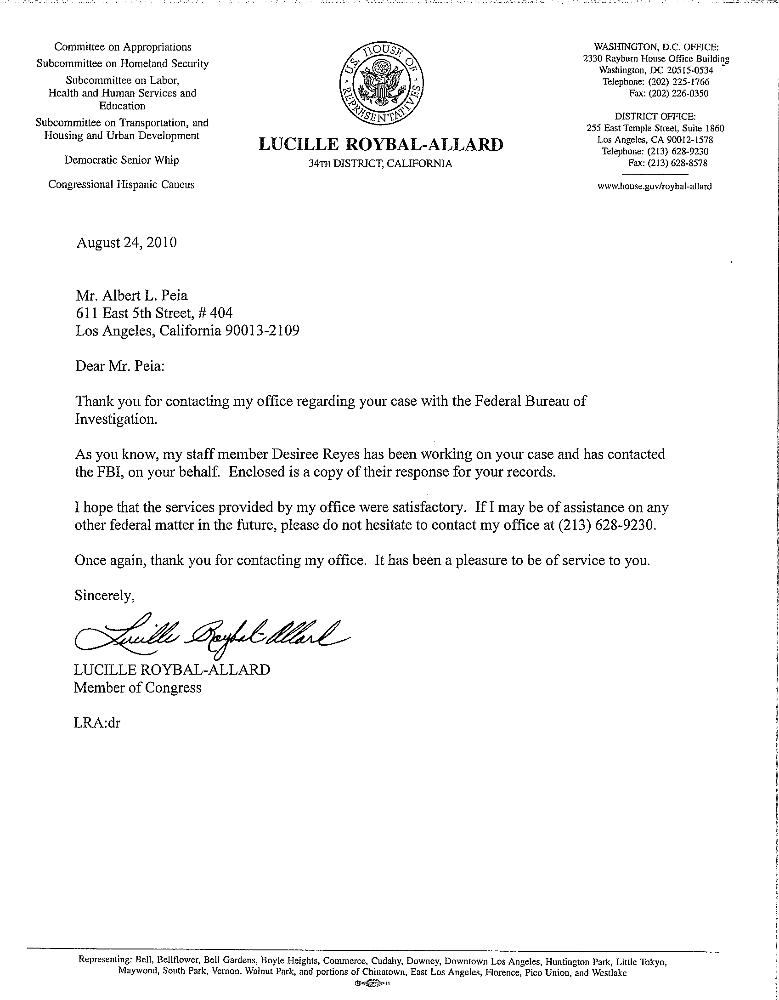 Committee on Appropriations
Subcommittee on Homeland Security
Subcommittee on Labor,
Health and Human Services and
Education
Subcommittee on Transportation, and
Housing and Urban Development
Democratic Senior Whip
Congressional Hispanic Caucus
U.S. HOUSE OF REPRESENTATIVES
LUCILLE ROYBAL-ALLARD
34TH DISTRICT, CALIFORNIA
WASHINGTON, D.C. OFFICE:
2330 Rayburn House Office Building
Washington, DC 20515-0534
Telephone: (202) 225-1766
Fax: (202) 226-0350
DISTRICT OFFICE:
255 East Temple Street, Suite 1860
Los Angeles, CA 90012-1578
Telephone: (213) 628-9230
Fax: (213) 628-8578
www.house.gov/roybal-allard
August 24, 2010
Mr. Albert L. Peia
611 East 5th Street, # 404
Los Angeles, California 90013-2109
Dear Mr. Peia:
Thank you for contacting my office regarding your case with the Federal Bureau of
Investigation.
As you know, my staff member Desiree Reyes has been working on your case and has contacted
the FBI, on your behalf. Enclosed is a copy of their response for your records.
I hope that the services provided by my office were satisfactory. If I may be of assistance on any
other federal matter in the future, please do not hesitate to contact my office at (213) 628-9230.
Once again, thank you for contacting my office. It has been a pleasure to be of service to you.
Sincerely,
Lucille Roybal-Allard
LUCILLE ROYBAL-ALLARD
Member of Congress
LRA:dr
Representing: Bell, Bellflower, Bell Gardens, Boyle Heights, Commerce, Cudahy, Downey, Downtown Los Angeles, Huntington Park, Little Tokyo,
Maywood, South Park, Vernon, Walnut Park, and portions of Chinatown, East Los Angeles, Florence, Pico Union, and Westlake